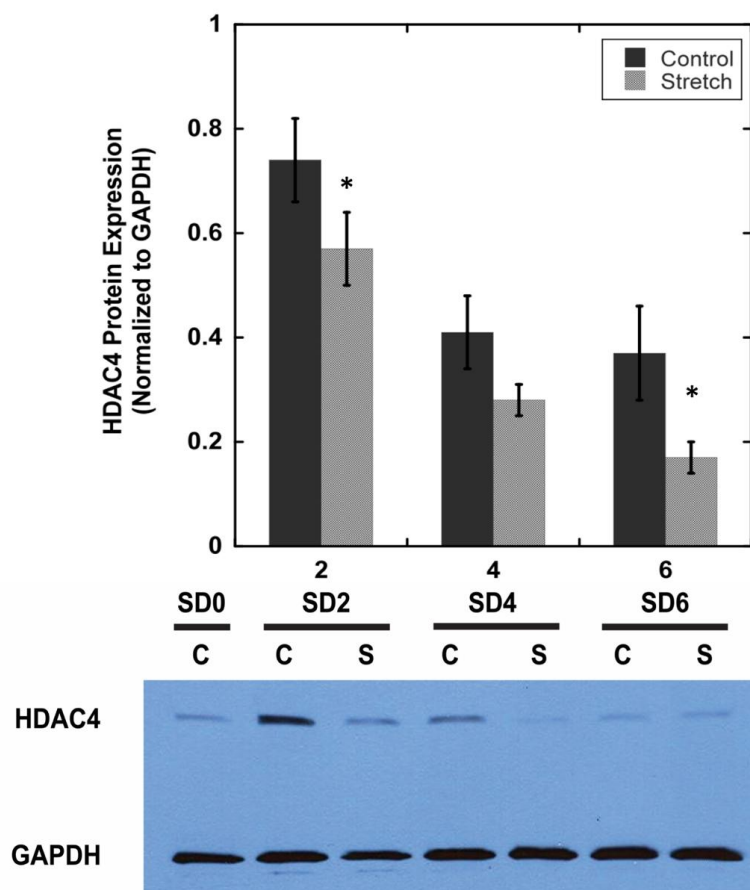 1
Control
Stretch
0.8
*
0.6
HDAC4 Protein Expression
(Normalized to GAPDH)
0.4
*
0.2
0
2 4 6
SD0 SD2 SD4 SD6
C C S C S C S
HDAC4
GAPDH